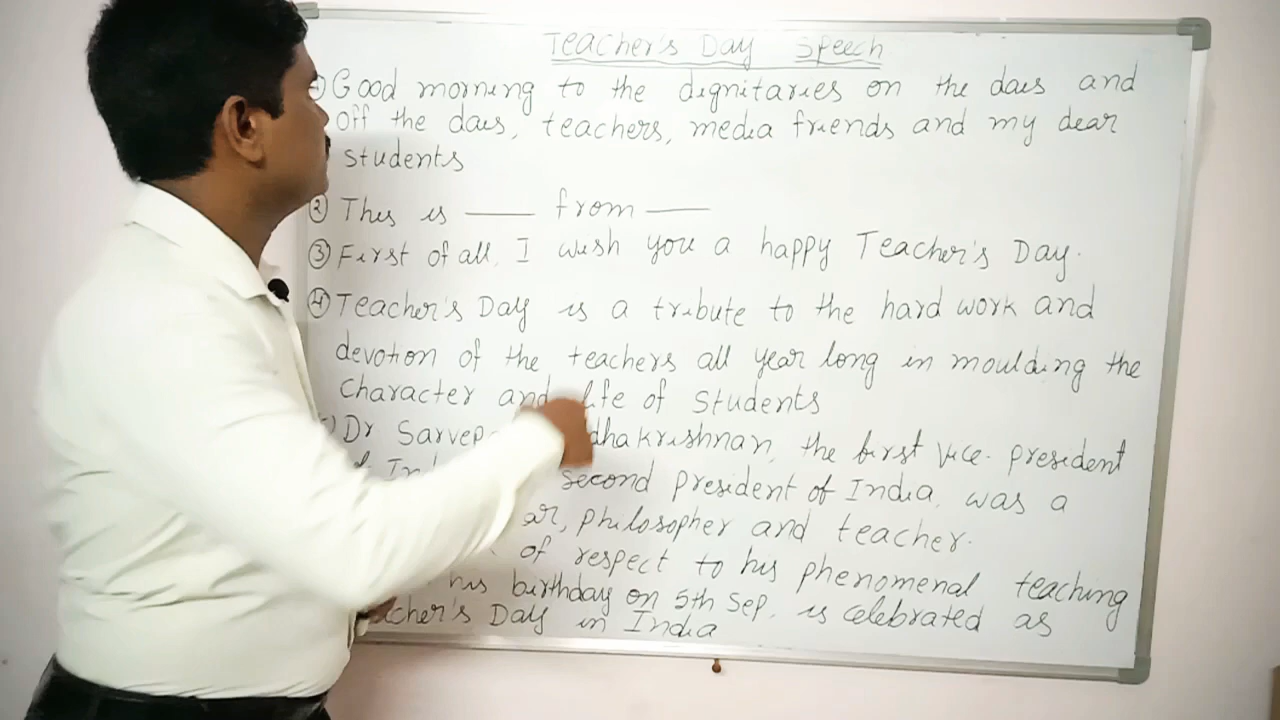 Teacher's Day Speech
Good morning to the dignitaries on the dais and
off the dais, teachers, media friends and my dear
students
② This is ___ from ___
③ First of all, I wish you a happy Teacher's Day.
④ Teacher's Day is a tribute to the hard work and
devotion of the teachers all year long in moulding the
character and life of students
Dr Sarvep dhakrishnan, the first vice-president
second president of India, was a
philosopher and teacher.
of respect to his phenomenal teaching
his birthday on 5th Sep. is celebrated as
cher's Day in India